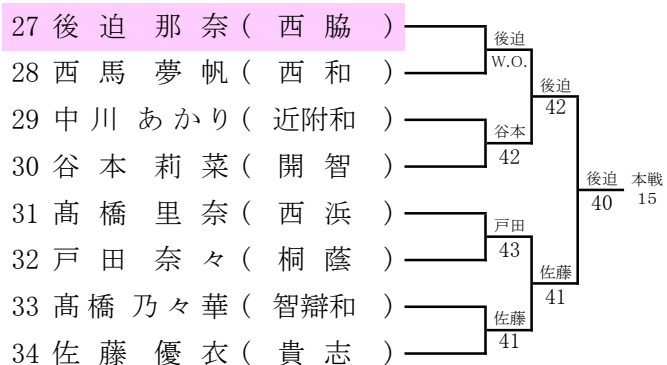 27 後 迫 那 奈 ( 西 脇 )
28 西 馬 夢 帆 ( 西 和 )
29 中 川 あかり ( 近附和 )
30 谷 本 莉 菜 ( 開 智 )
31 髙 橋 里 奈 ( 西 浜 )
32 戸 田 奈 々 ( 桐 蔭 )
33 髙 橋 乃々華 ( 智辯和 )
34 佐 藤 優 衣 ( 貴 志 )
後迫
W.O.
谷本
42
戸田
43
佐藤
41
後迫
42
佐藤
41
後迫
40
本戦
15